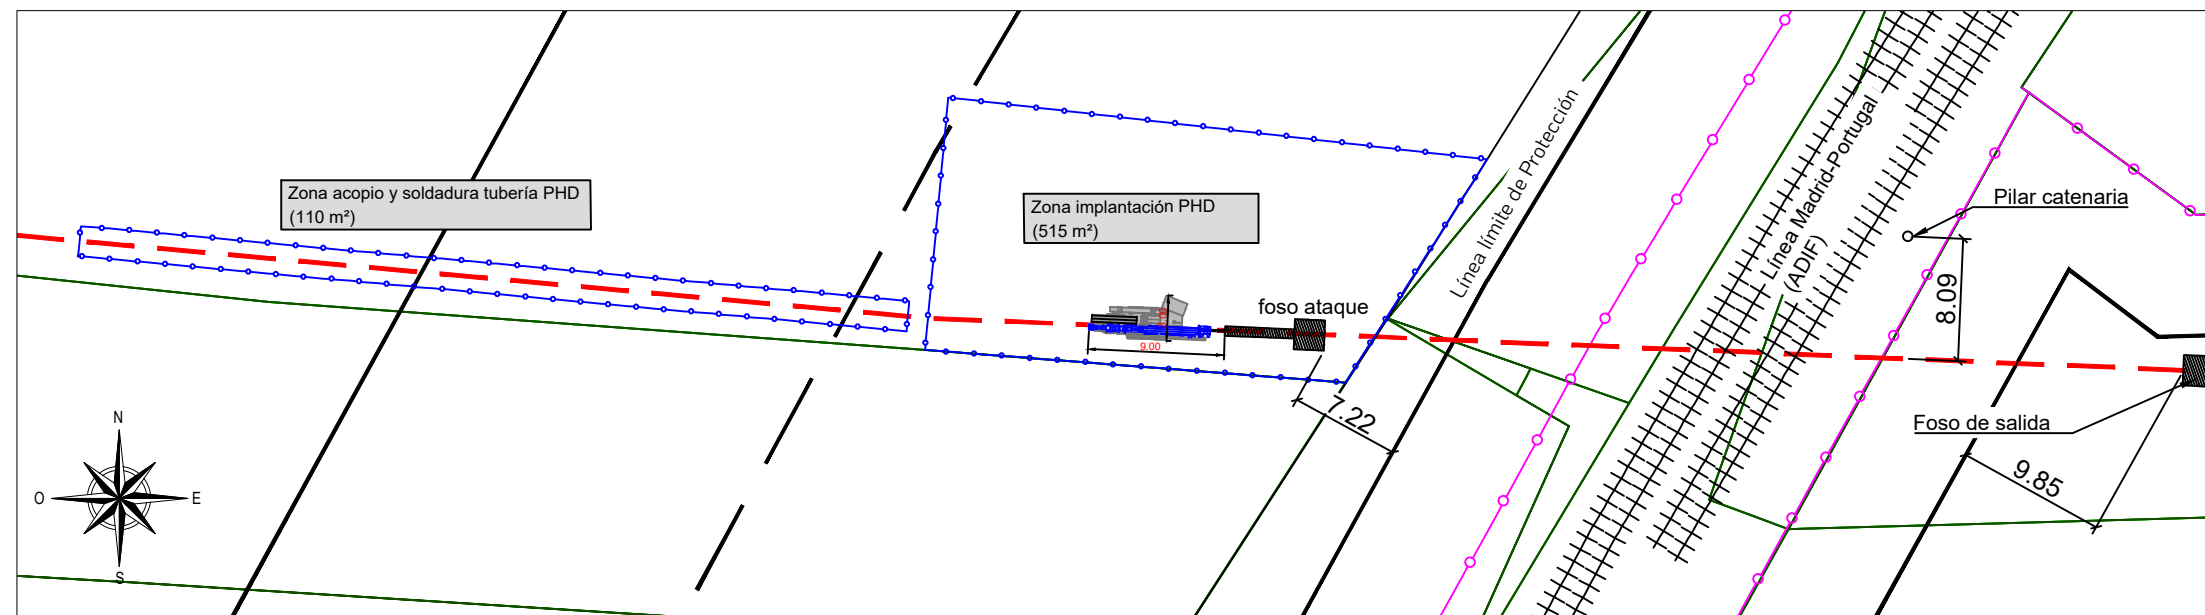 Zona acopio y soldadura tubería PHD
(110 m²)
Zona implantación PHD
(515 m²)
Línea límite de Protección
Línea Madrid-Portugal
(ADIF)
Pilar catenaria
8.09
foso ataque
9.00
7.22
Foso de salida
9.85
N
O
E
S